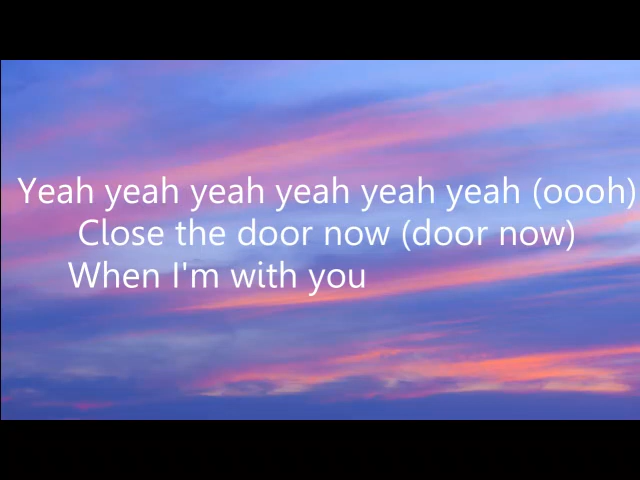 Yeah yeah yeah yeah yeah yeah (oooh)
Close the door now (door now)
When I'm with you